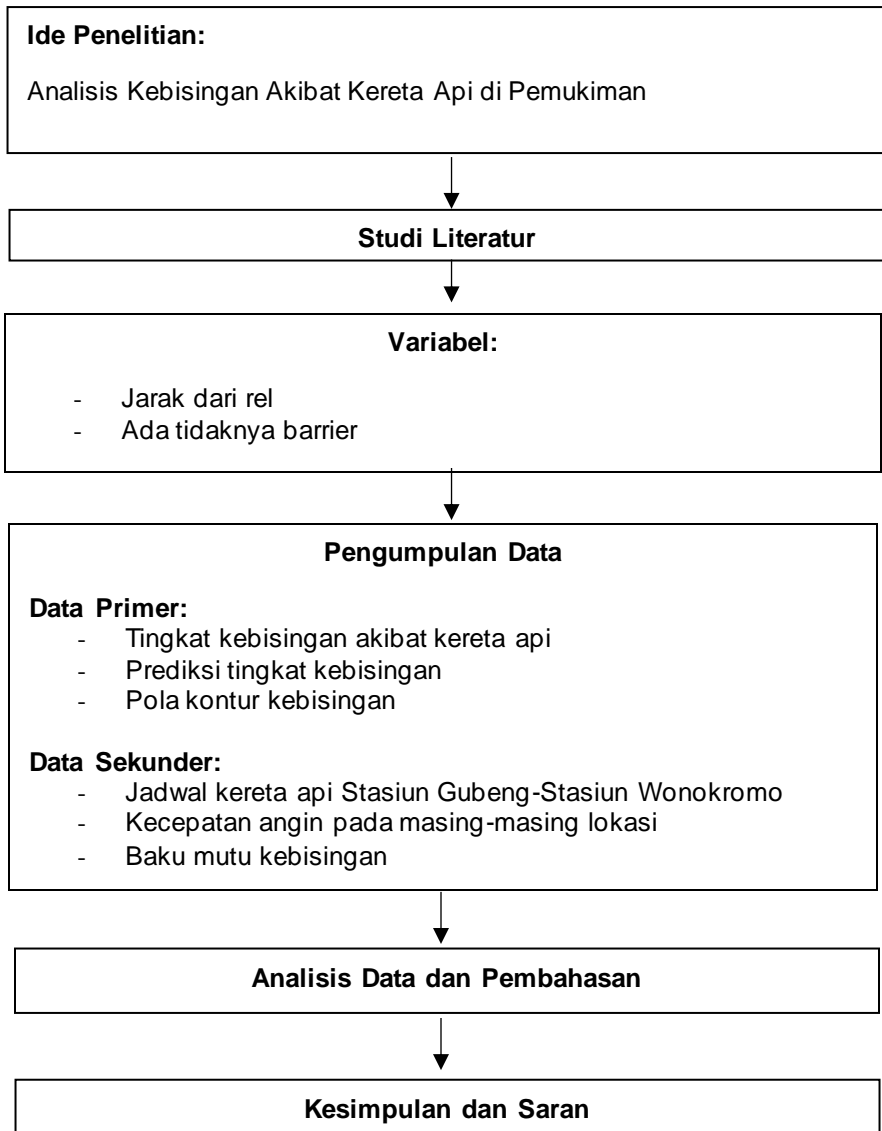 Ide Penelitian:
Analisis Kebisingan Akibat Kereta Api di Pemukiman
Studi Literatur
Variabel:
- Jarak dari rel
- Ada tidaknya barrier
Pengumpulan Data
Data Primer:
- Tingkat kebisingan akibat kereta api
- Prediksi tingkat kebisingan
- Pola kontur kebisingan
Data Sekunder:
- Jadwal kereta api Stasiun Gubeng-Stasiun Wonokromo
- Kecepatan angin pada masing-masing lokasi
- Baku mutu kebisingan
Analisis Data dan Pembahasan
Kesimpulan dan Saran